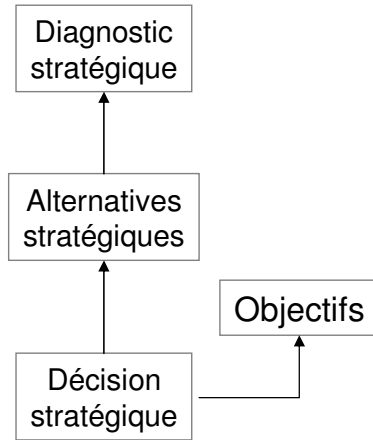 Diagnostic
stratégique
Alternatives
stratégiques
Objectifs
Décision
stratégique